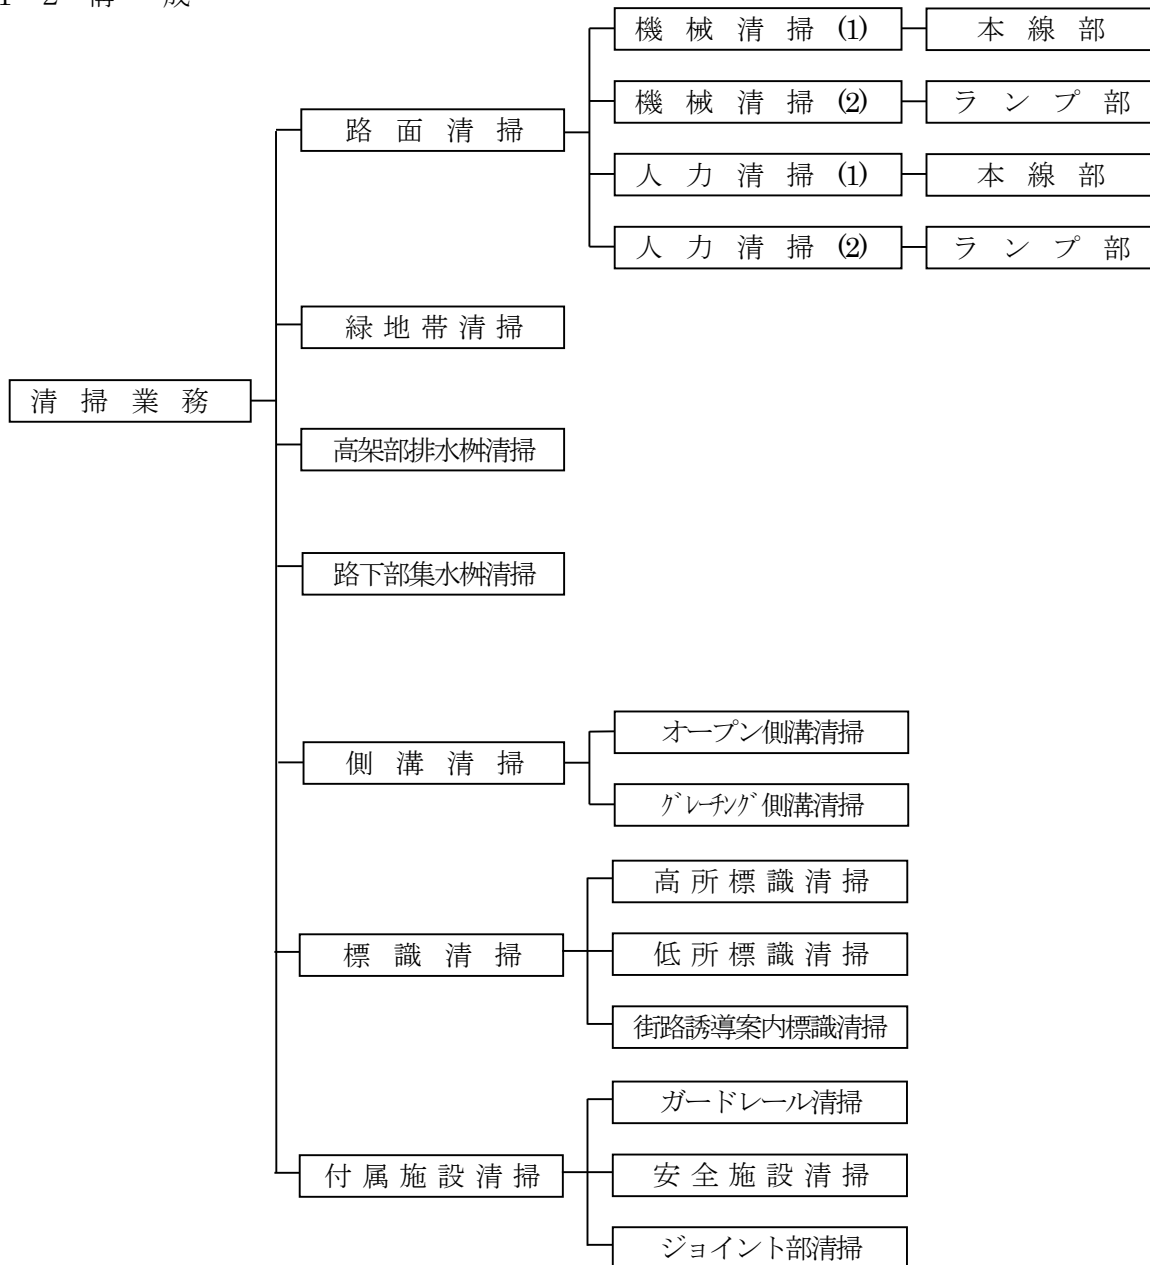 1 2 構 成
機械清掃(1) 本線部
機械清掃(2) ランプ部
路面清掃
人力清掃(1) 本線部
人力清掃(2) ランプ部
緑地帯清掃
清掃業務
高架部排水桝清掃
路下部集水桝清掃
オープン側溝清掃
側溝清掃
グレーチング側溝清掃
高所標識清掃
標識清掃 低所標識清掃
街路誘導案内標識清掃
ガードレール清掃
付属施設清掃 安全施設清掃
ジョイント部清掃